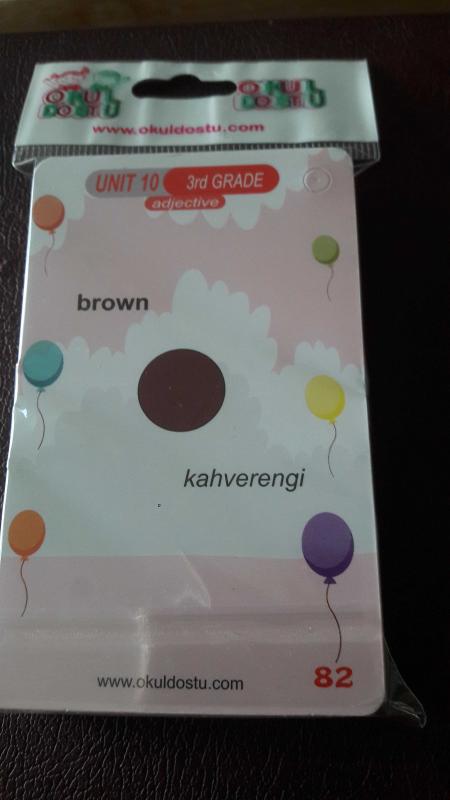 OKUL OKUL
DOSTU DOSTU
www.okuldostu.com
UNIT 10 3rd GRADE
adjective
brown
kahverengi
www.okuldostu.com
82